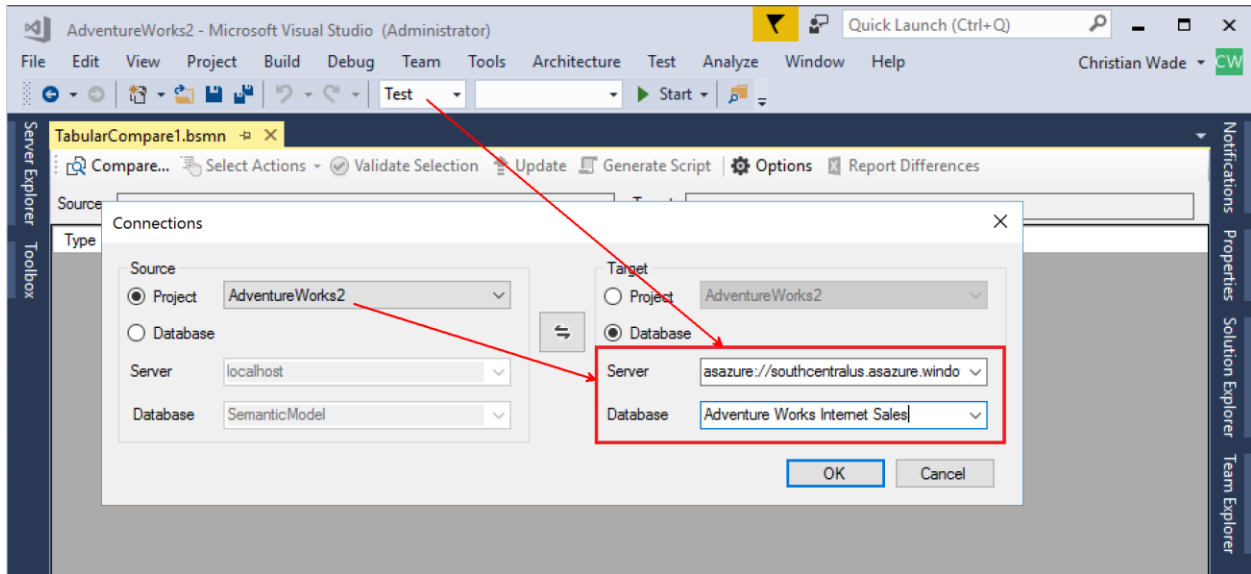 AdventureWorks2 - Microsoft Visual Studio (Administrator) Quick Launch (Ctrl+Q)
File Edit View Project Build Debug Team Tools Architecture Test Analyze Window Help Christian Wade CW
Test Start
Server Explorer
Toolbox
TabularCompare1.bsmn
Compare... Select Actions Validate Selection Update Generate Script Options Report Differences
Source
Type
Connections
Source Target
Project AdventureWorks2 Project AdventureWorks2
Database Database
Server localhost Server asazure://southcentralus.asazure.windo
Database SemanticModel Database Adventure Works Internet Sales
OK Cancel
Notifications
Properties
Solution Explorer
Team Explorer